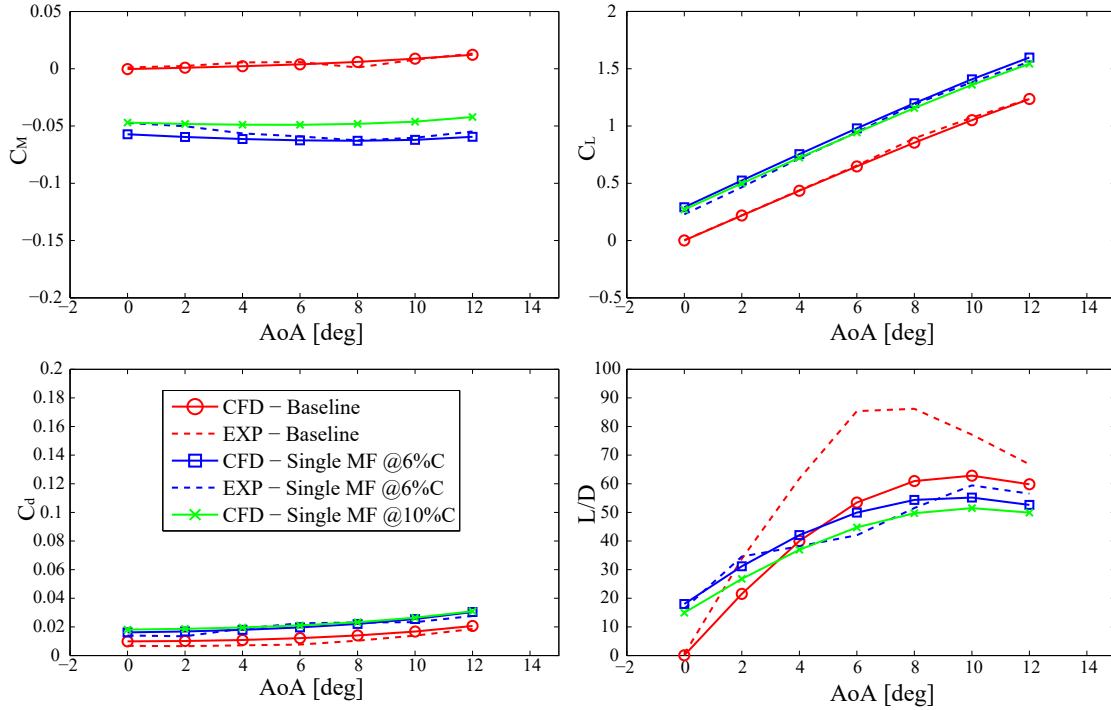 0.05
0
−0.05
−0.1
−0.15
−0.2
C_M
−2 0 2 4 6 8 10 12 14
AoA [deg]
2
1.5
1
0.5
0
−0.5
C_L
−2 0 2 4 6 8 10 12 14
AoA [deg]
0.2
0.18
0.16
0.14
0.12
0.1
0.08
0.06
0.04
0.02
0
C_d
CFD − Baseline
EXP − Baseline
CFD − Single MF @6%C
EXP − Single MF @6%C
CFD − Single MF @10%C
−2 0 2 4 6 8 10 12 14
AoA [deg]
100
90
80
70
60
50
40
30
20
10
0
L/D
−2 0 2 4 6 8 10 12 14
AoA [deg]